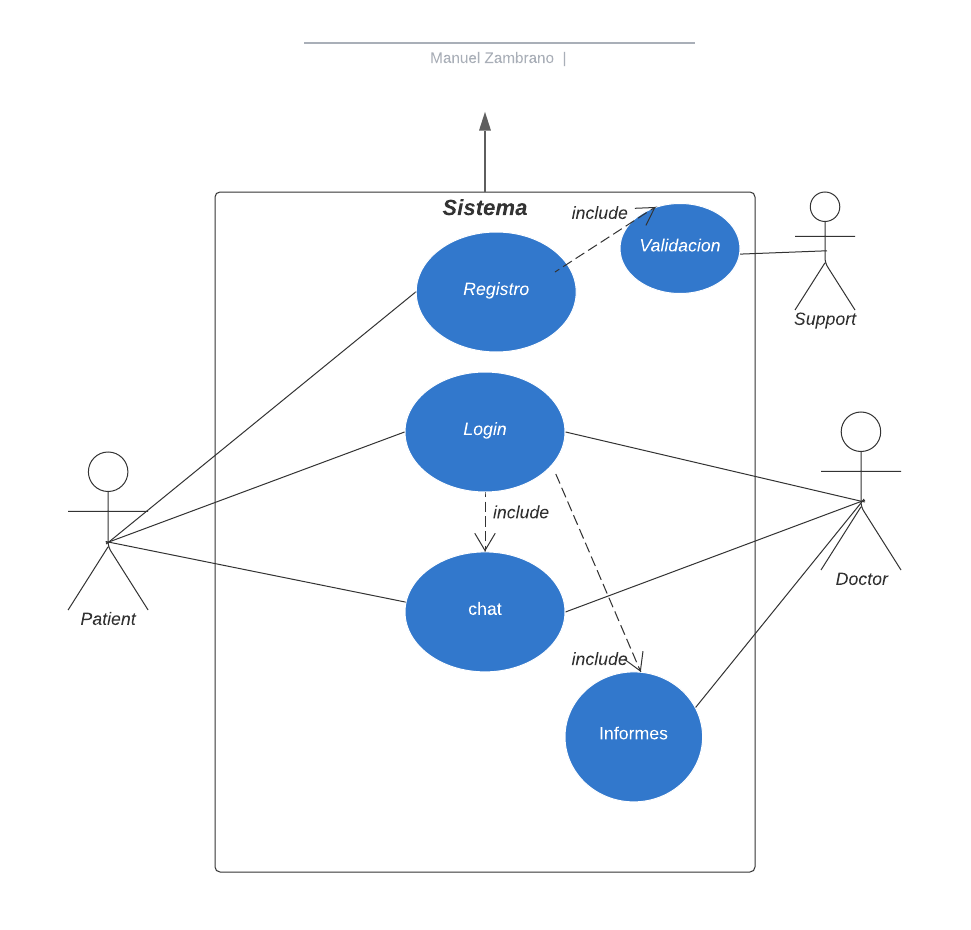 Manuel Zambrano |
Sistema
include
Validacion
Registro
Support
Login
include
Patient
chat
Doctor
include
Informes